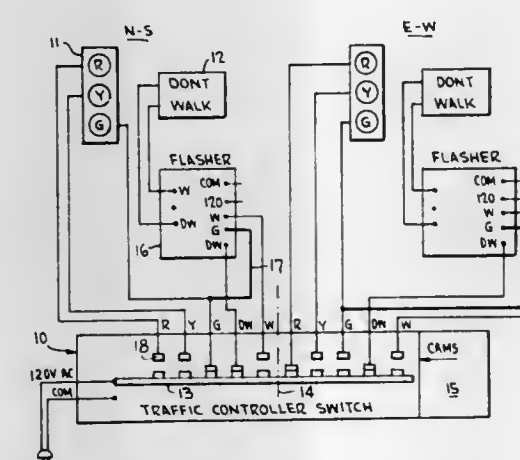 N-S
E-W
11
12
R
Y
G
DONT
WALK
R
Y
G
DONT
WALK
FLASHER
FLASHER
W
DW
COM
120
W
G
DW
16
17
COM
120
W
G
DW
R Y G DW W R Y G DW W
10
18
CAMS
120V AC
COM
13
14
15
TRAFFIC CONTROLLER SWITCH